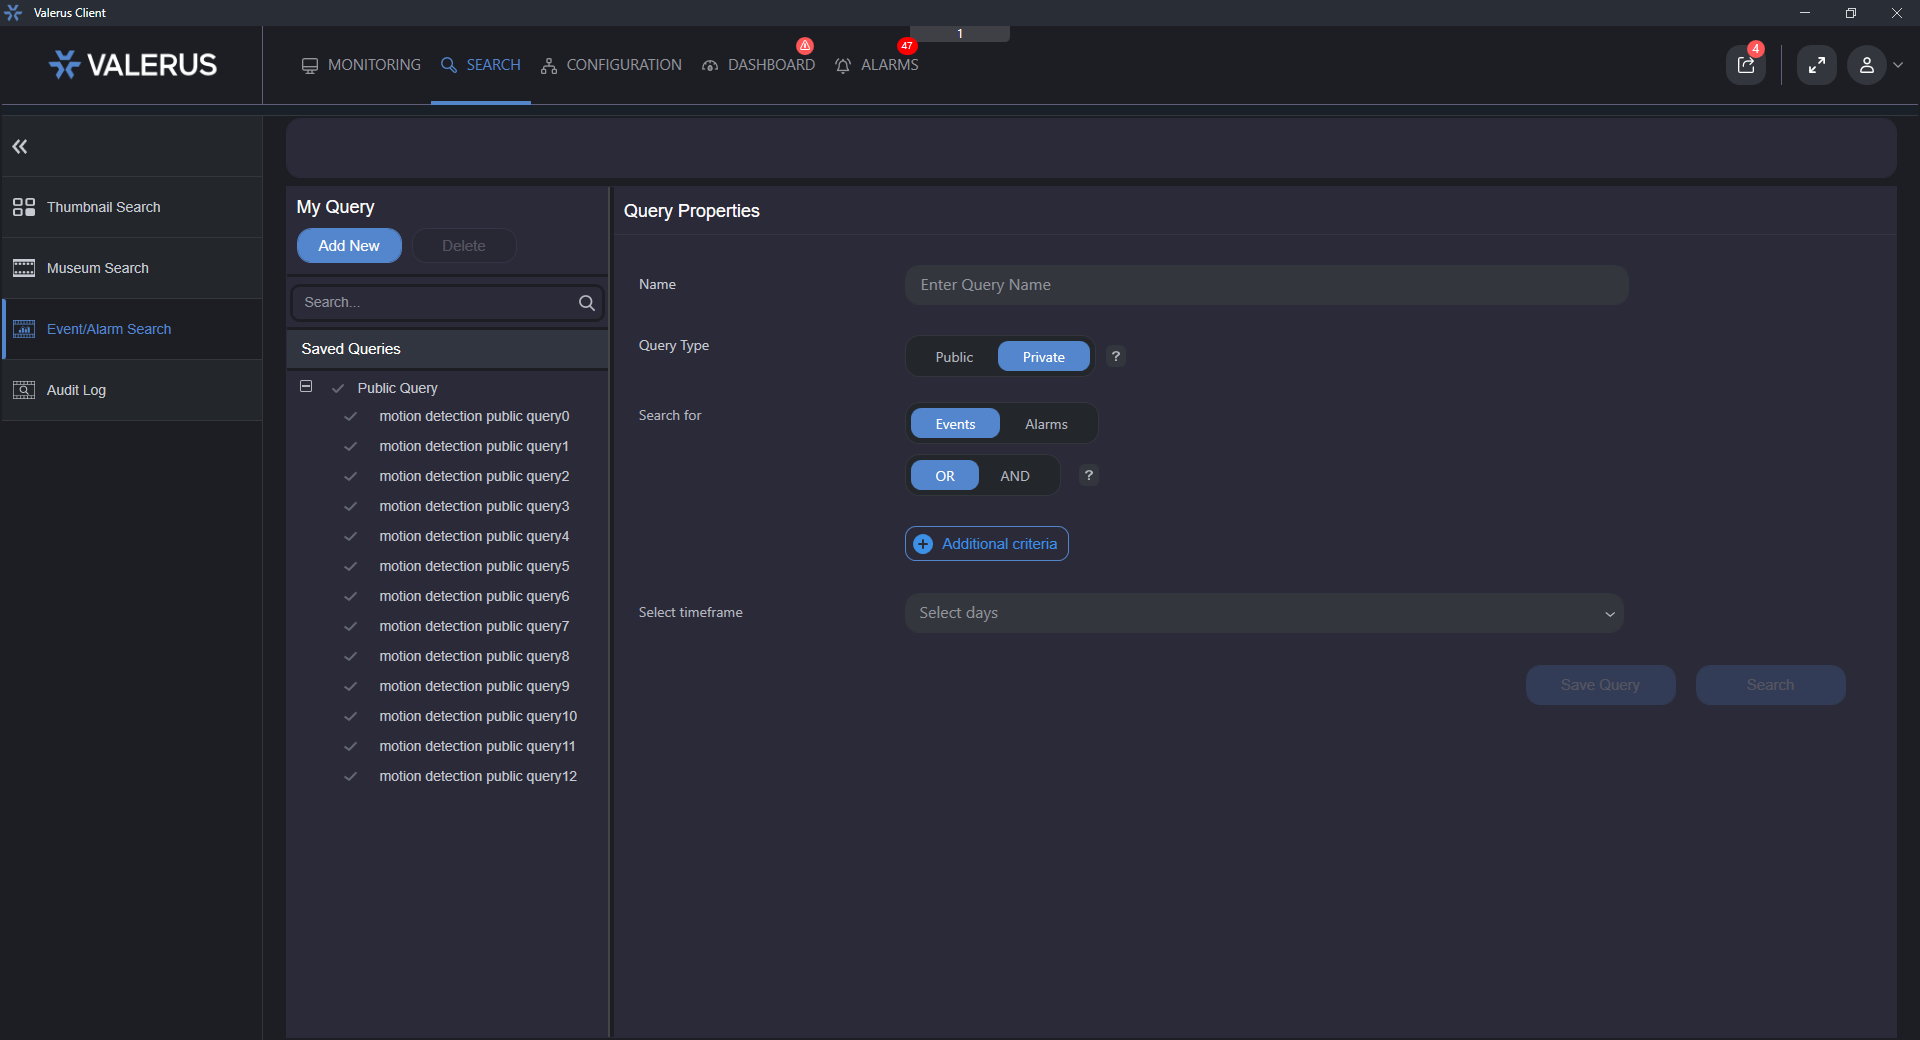 Valerus Client
1
VALERUS
MONITORING
SEARCH
CONFIGURATION
DASHBOARD
47
ALARMS
4
Thumbnail Search
Museum Search
Event/Alarm Search
Audit Log
My Query
Add New
Delete
Search...
Saved Queries
Public Query
motion detection public query0
motion detection public query1
motion detection public query2
motion detection public query3
motion detection public query4
motion detection public query5
motion detection public query6
motion detection public query7
motion detection public query8
motion detection public query9
motion detection public query10
motion detection public query11
motion detection public query12
Query Properties
Name
Enter Query Name
Query Type
Public
Private
?
Search for
Events
Alarms
OR
AND
?
Additional criteria
Select timeframe
Select days
Save Query
Search